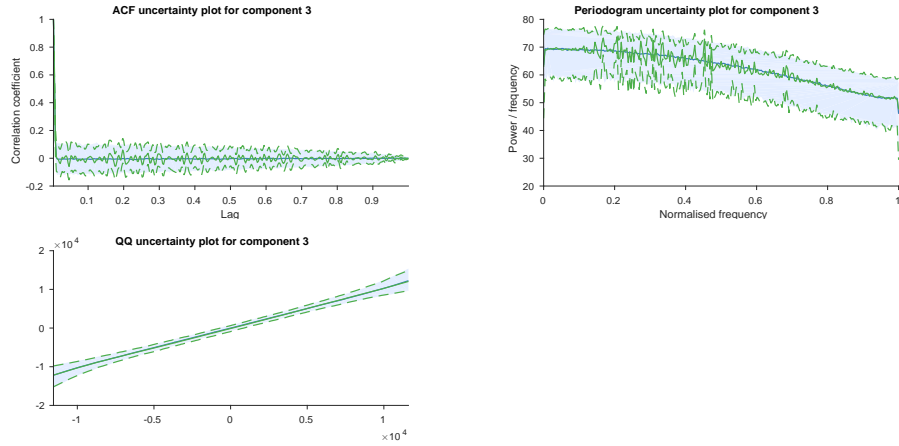 ACF uncertainty plot for component 3
1
0.8
0.6
0.4
0.2
0
-0.2
Correlation coefficient
0.1 0.2 0.3 0.4 0.5 0.6 0.7 0.8 0.9
Lag
Periodogram uncertainty plot for component 3
80
70
60
50
40
30
20
Power / frequency
0 0.2 0.4 0.6 0.8 1
Normalised frequency
QQ uncertainty plot for component 3
×10⁴
2
1
0
-1
-2
-1 -0.5 0 0.5 1
×10⁴